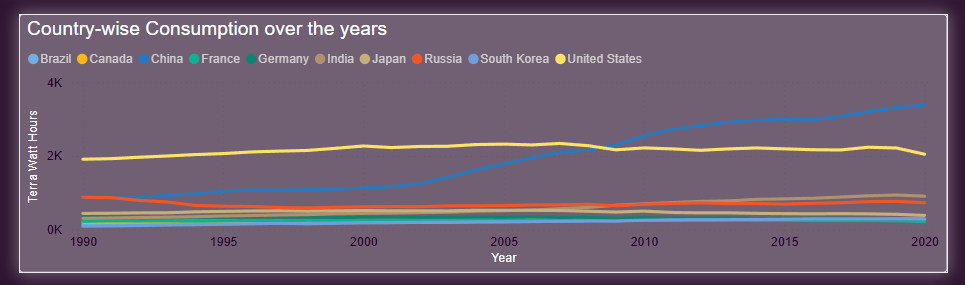 Country-wise Consumption over the years
Brazil Canada China France Germany India Japan Russia South Korea United States
4K
2K
0K
Terra Watt Hours
1990 1995 2000 2005 2010 2015 2020
Year